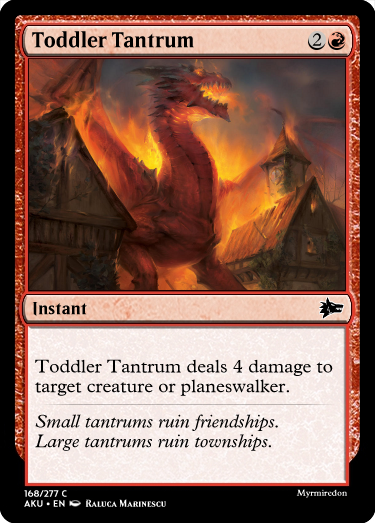 Toddler Tantrum 2
Instant
Toddler Tantrum deals 4 damage to
target creature or planeswalker.
Small tantrums ruin friendships.
Large tantrums ruin townships.
168/277 C Myrmiredon
AKU • EN Raluca Marinescu